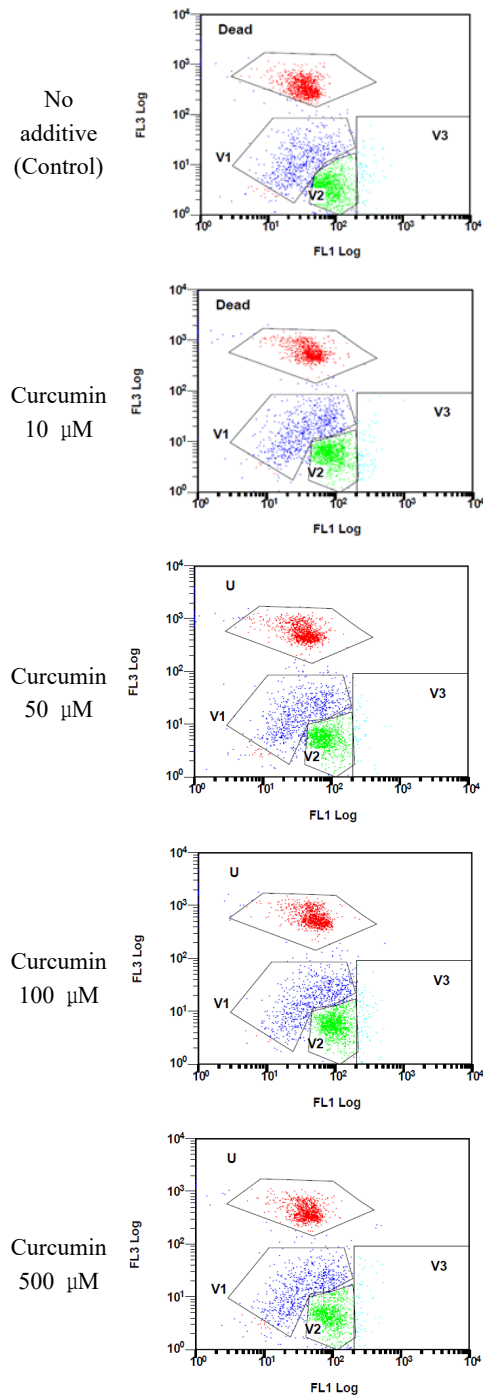 Dead
10⁴
10³
10²
10¹
10⁰
FL3 Log
No
additive
(Control)
V1
V2
V3
10⁰ 10¹ 10² 10³ 10⁴
FL1 Log
Dead
10⁴
10³
10²
10¹
10⁰
FL3 Log
Curcumin
10 μM
V1
V2
V3
10⁰ 10¹ 10² 10³ 10⁴
FL1 Log
U
10⁴
10³
10²
10¹
10⁰
FL3 Log
Curcumin
50 μM
V1
V2
V3
10⁰ 10¹ 10² 10³ 10⁴
FL1 Log
U
10⁴
10³
10²
10¹
10⁰
FL3 Log
Curcumin
100 μM
V1
V2
V3
10⁰ 10¹ 10² 10³ 10⁴
FL1 Log
U
10⁴
10³
10²
10¹
10⁰
FL3 Log
Curcumin
500 μM
V1
V2
V3
10⁰ 10¹ 10² 10³ 10⁴
FL1 Log